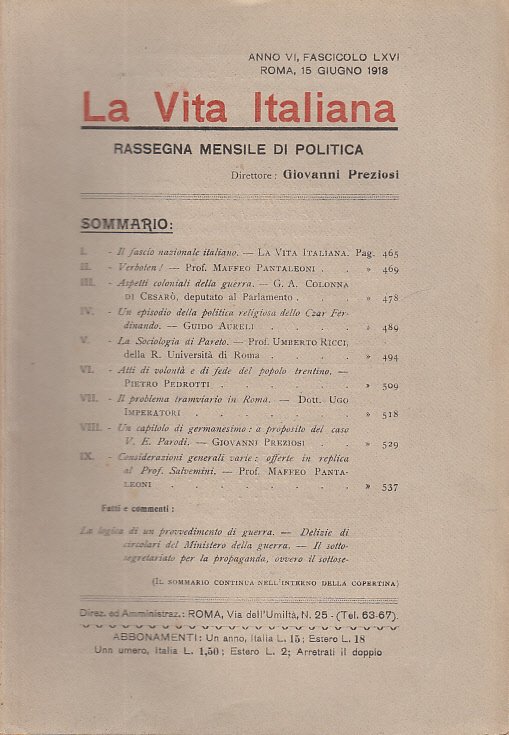 ANNO VI, FASCICOLO LXVI
ROMA, 15 GIUGNO 1918
La Vita Italiana
RASSEGNA MENSILE DI POLITICA
Direttore: Giovanni Preziosi
SOMMARIO:
I. - Il fascio nazionale italiano. — LA VITA ITALIANA. Pag. 465
II. - Verboten! — Prof. MAFFEO PANTALEONI . . . » 469
III. - Aspetti coloniali della guerra. — G. A. COLONNA
DI CESARÒ, deputato al Parlamento . . . . » 478
IV. - Un episodio della politica religiosa dello Czar Fer-
dinando. — GUIDO AURELI . . . . . » 489
V. - La Sociologia di Pareto. — Prof. UMBERTO RICCI,
della R. Università di Roma . . . . . » 494
VI. - Atti di volontà e di fede del popolo trentino. —
PIETRO PEDROTTI . . . . . . . » 509
VII. - Il problema tramviario in Roma. — Dott. UGO
IMPERATORI . . . . . . . . » 518
VIII. - Un capitolo di germanesimo: a proposito del caso
V. E. Parodi. — GIOVANNI PREZIOSI . . . » 529
IX. - Considerazioni generali varie: offerte in replica
al Prof. Salvemini. — Prof. MAFFEO PANTA-
LEONI . . . . . . . . . » 537
Fatti e commenti:
La logica di un provvedimento di guerra. — Delizie di
circolari del Ministero della guerra. — Il sotto-
segretariato per la propaganda, ovvero il sottose-
(IL SOMMARIO CONTINUA NELL'INTERNO DELLA COPERTINA)
Direz. ed Amministraz.: ROMA, Via dell'Umiltà, N. 25 - (Tel. 63-67).
ABBONAMENTI: Un anno, Italia L. 15; Estero L. 18
Unn umero, Italia L. 1,50; Estero L. 2; Arretrati il doppio